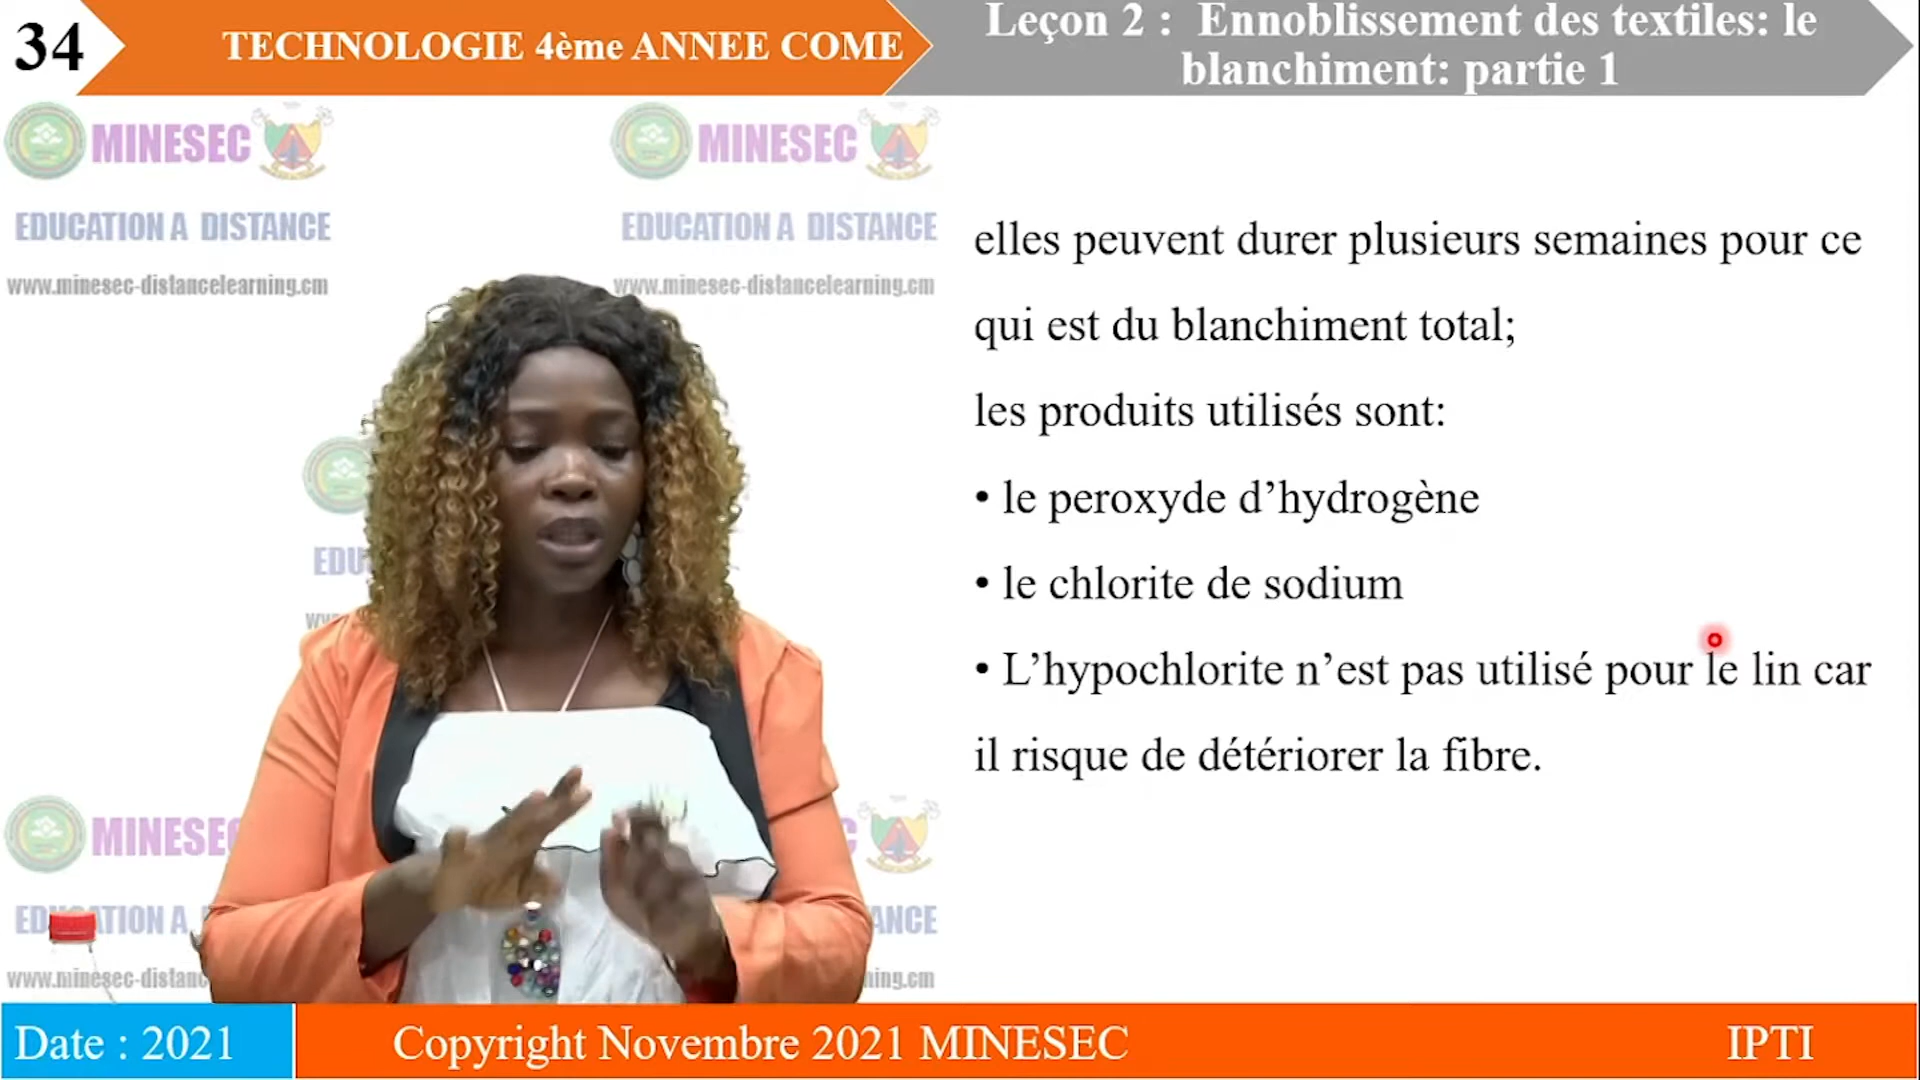 34
TECHNOLOGIE 4ème ANNEE COME
Leçon 2 : Ennoblissement des textiles: le
blanchiment: partie 1
MINESEC
EDUCATION A DISTANCE
www.minesec-distancelearning.cm
MINESEC
EDUCATION A DISTANCE
www.minesec-distancelearning.cm
elles peuvent durer plusieurs semaines pour ce
qui est du blanchiment total;
les produits utilisés sont:
• le peroxyde d’hydrogène
• le chlorite de sodium
• L’hypochlorite n’est pas utilisé pour le lin car
il risque de détériorer la fibre.
Date : 2021
Copyright Novembre 2021 MINESEC
IPTI